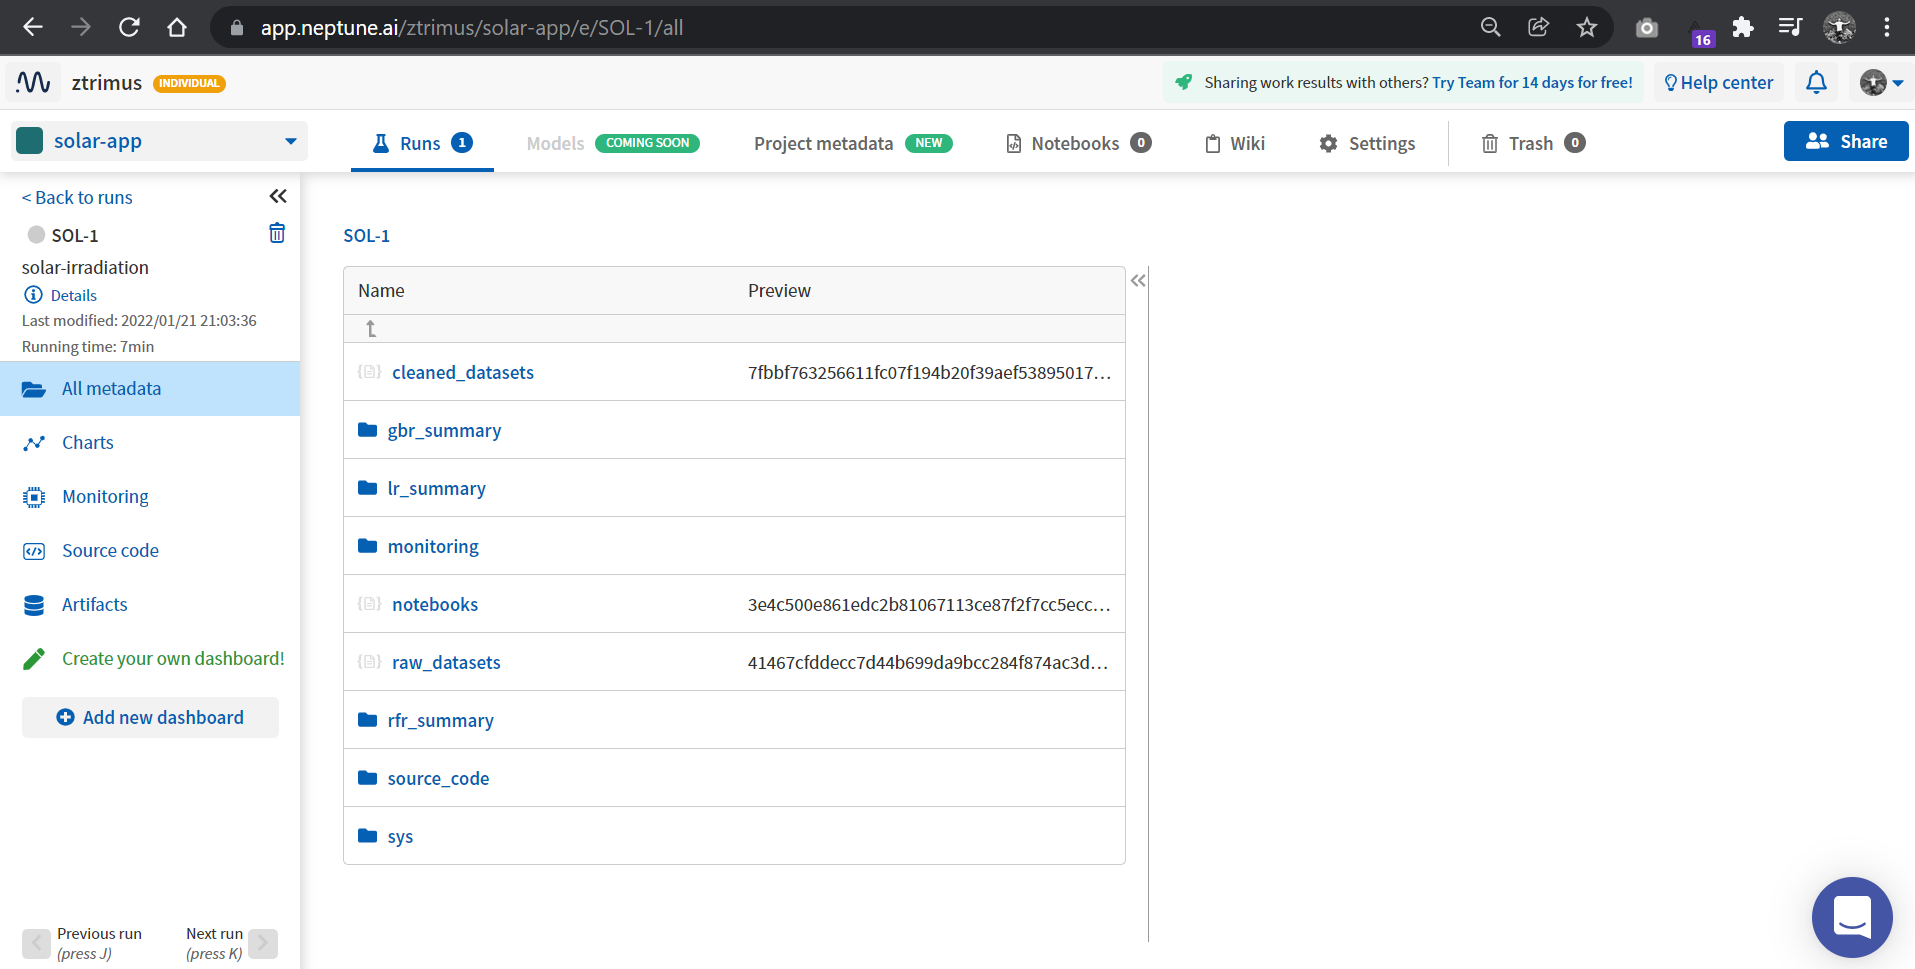 app.neptune.ai/ztrimus/solar-app/e/SOL-1/all
16
ztrimus INDIVIDUAL
Sharing work results with others? Try Team for 14 days for free!
Help center
solar-app
Runs 1
Models COMING SOON
Project metadata NEW
Notebooks 0
Wiki
Settings
Trash 0
Share
< Back to runs
SOL-1
solar-irradiation
Details
Last modified: 2022/01/21 21:03:36
Running time: 7min
All metadata
Charts
Monitoring
Source code
Artifacts
Create your own dashboard!
Add new dashboard
Previous run
(press J)
Next run
(press K)
SOL-1
Name Preview
cleaned_datasets 7fbbf763256611fc07f194b20f39aef53895017...
gbr_summary
lr_summary
monitoring
notebooks 3e4c500e861edc2b81067113ce87f2f7cc5ecc...
raw_datasets 41467cfddecc7d44b699da9bcc284f874ac3d...
rfr_summary
source_code
sys